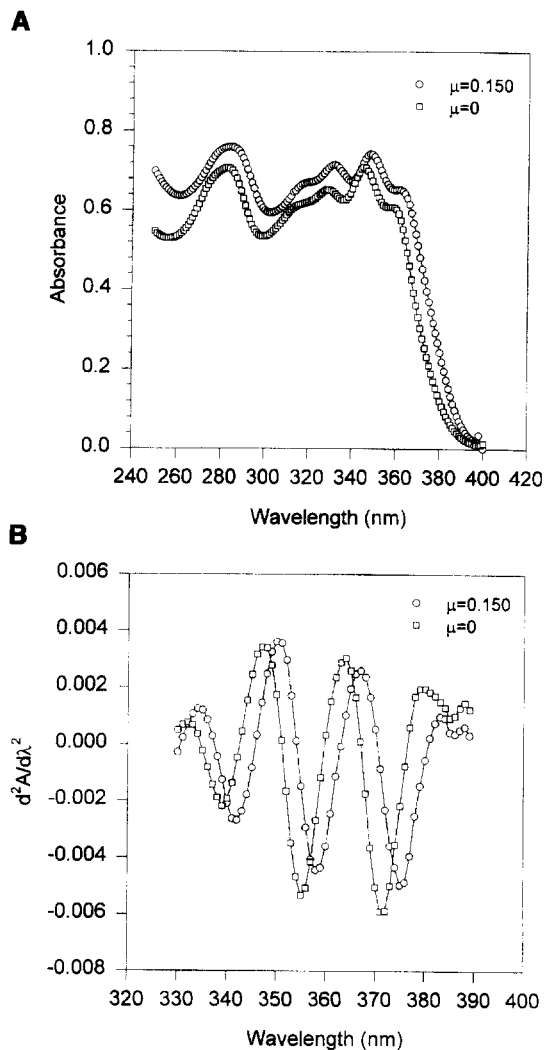 A
1.0
0.8
0.6
0.4
0.2
0.0
Absorbance
μ=0.150
μ=0
240 260 280 300 320 340 360 380 400 420
Wavelength (nm)
B
0.006
0.004
0.002
0.000
-0.002
-0.004
-0.006
-0.008
d²A/dλ²
μ=0.150
μ=0
320 330 340 350 360 370 380 390 400
Wavelength (nm)